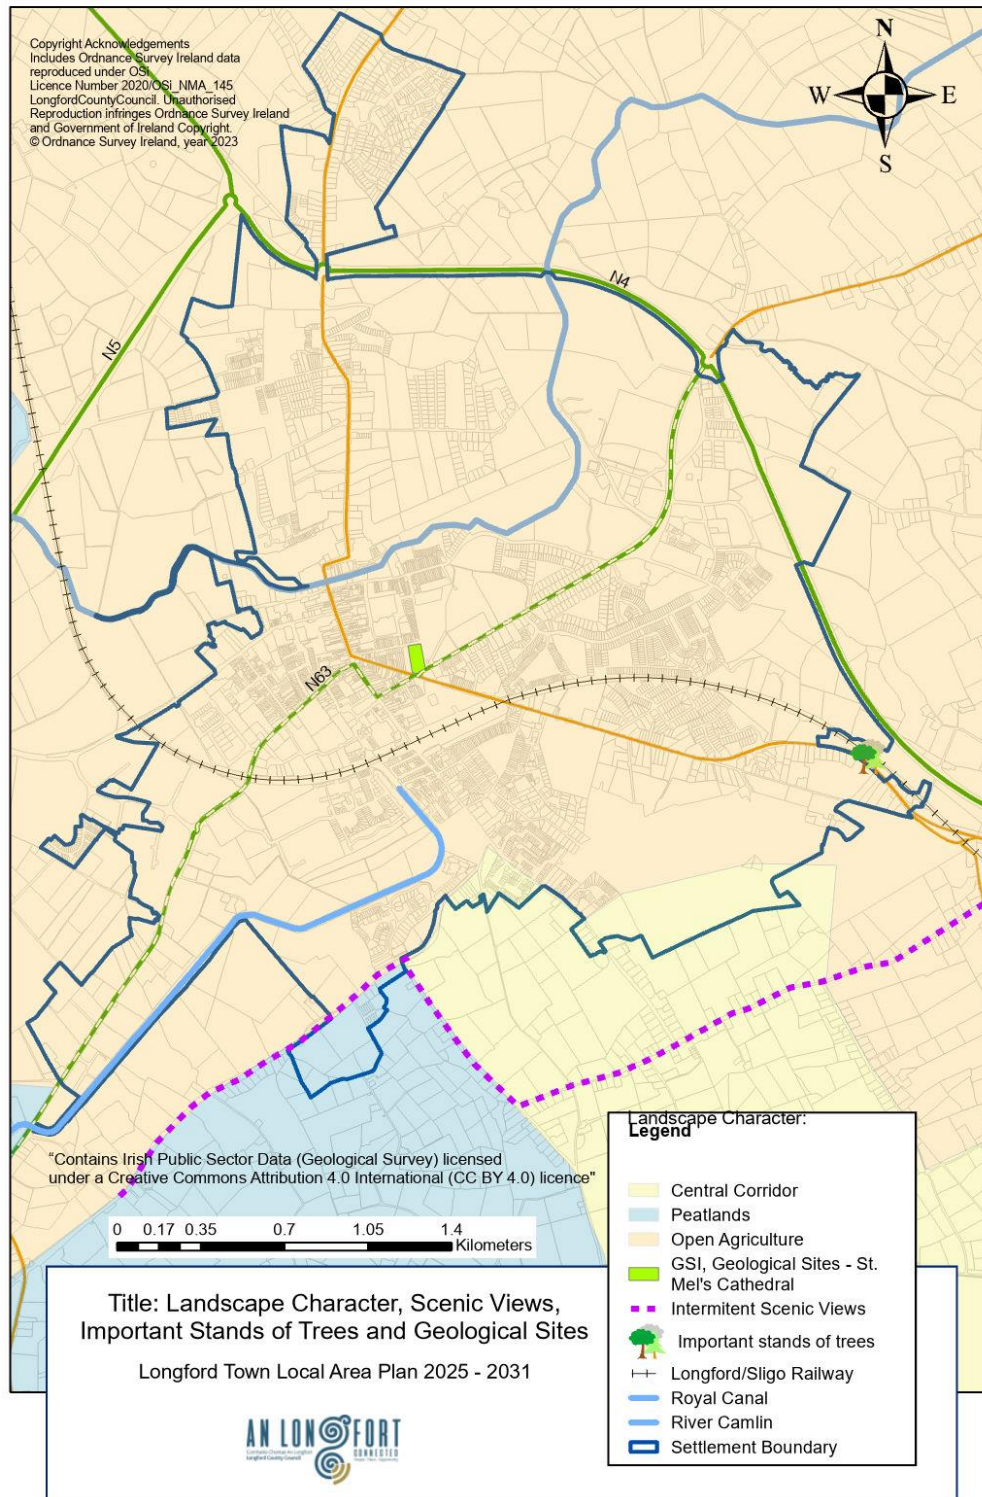 Copyright Acknowledgements
Includes Ordnance Survey Ireland data
reproduced under OSi
Licence Number 2020/OSi_NMA_145
LongfordCountyCouncil. Unauthorised
Reproduction infringes Ordnance Survey Ireland
and Government of Ireland Copyright.
© Ordnance Survey Ireland, year 2023
N
W E
S
N4
N5
N63
Landscape Character:
Legend
Central Corridor
Peatlands
Open Agriculture
GSI, Geological Sites - St.
Mel's Cathedral
Intermitent Scenic Views
Important stands of trees
Longford/Sligo Railway
Royal Canal
River Camlin
Settlement Boundary
“Contains Irish Public Sector Data (Geological Survey) licensed
under a Creative Commons Attribution 4.0 International (CC BY 4.0) licence"
0 0.17 0.35 0.7 1.05 1.4
Kilometers
Title: Landscape Character, Scenic Views,
Important Stands of Trees and Geological Sites
Longford Town Local Area Plan 2025 - 2031
AN LONGFORT
CONNECTED
Longford County Council